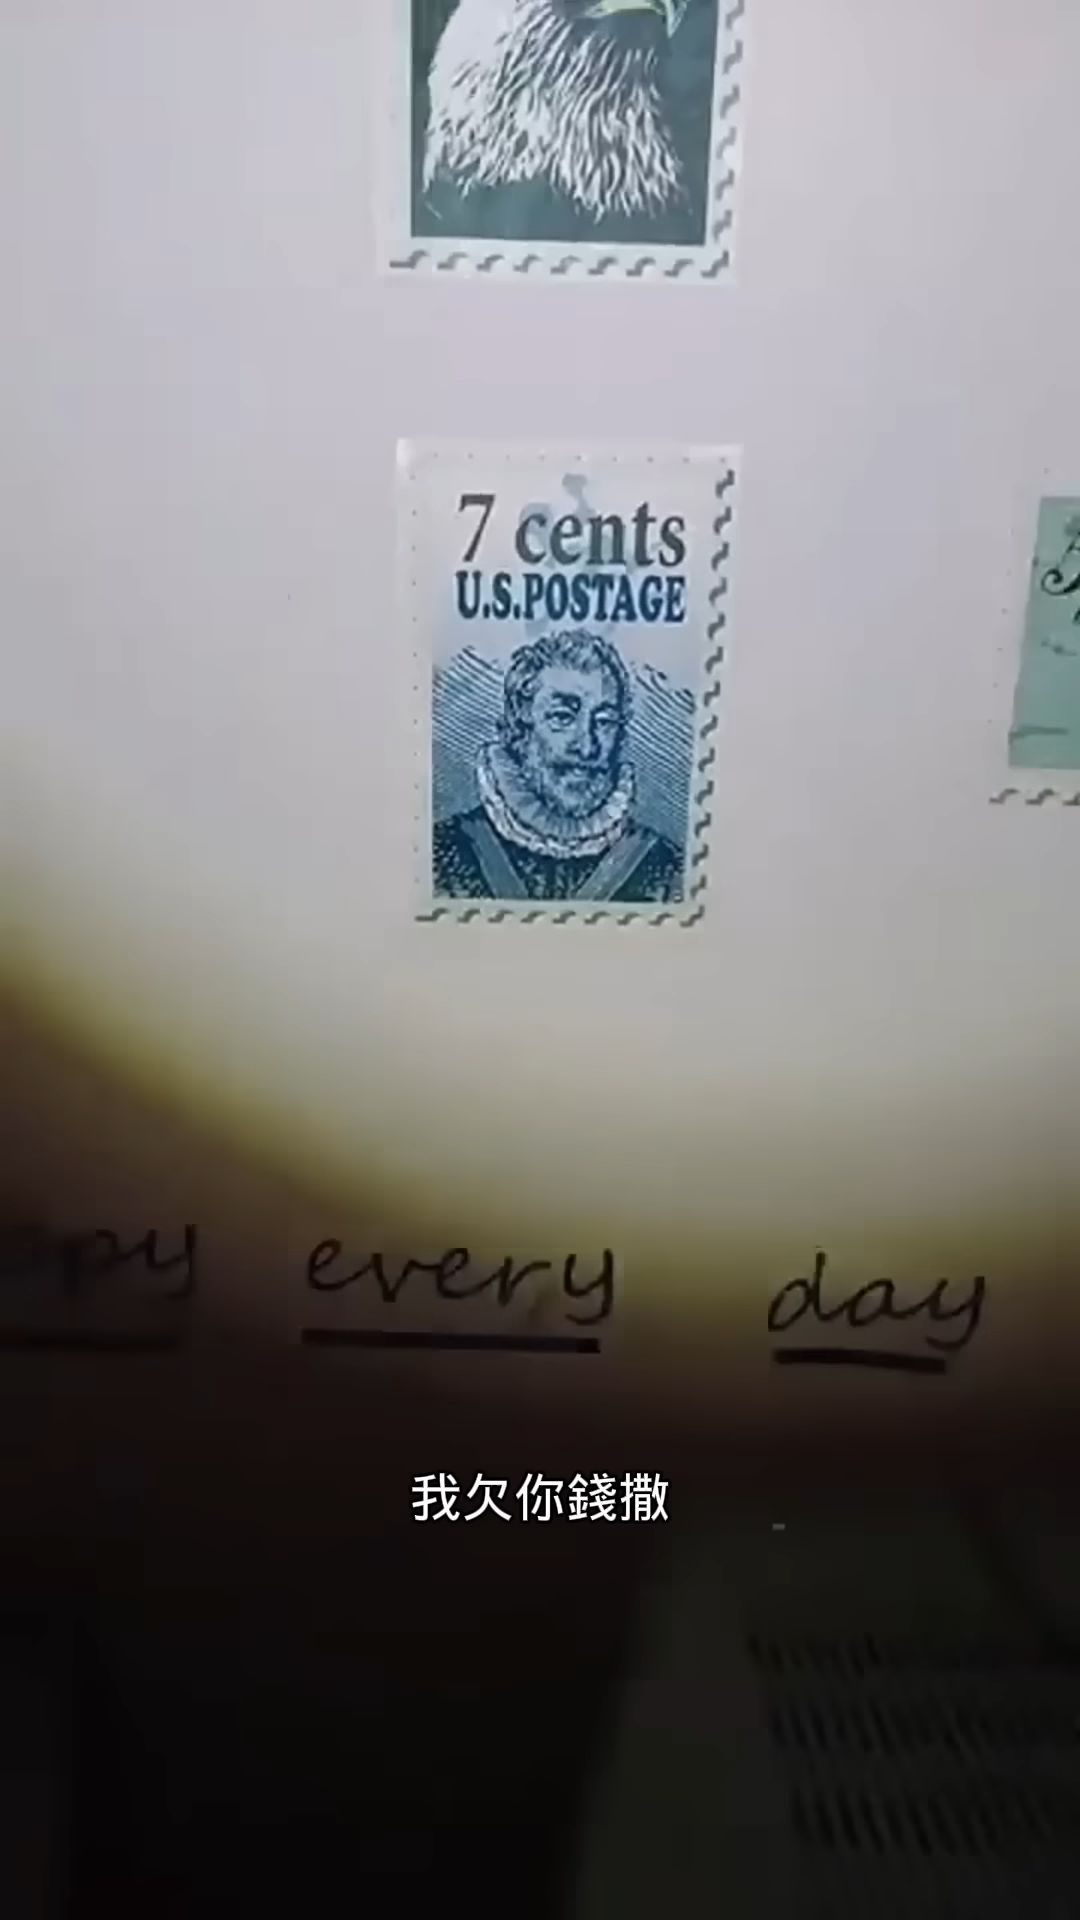 7 cents
U.S.POSTAGE
every day
我欠你錢撒